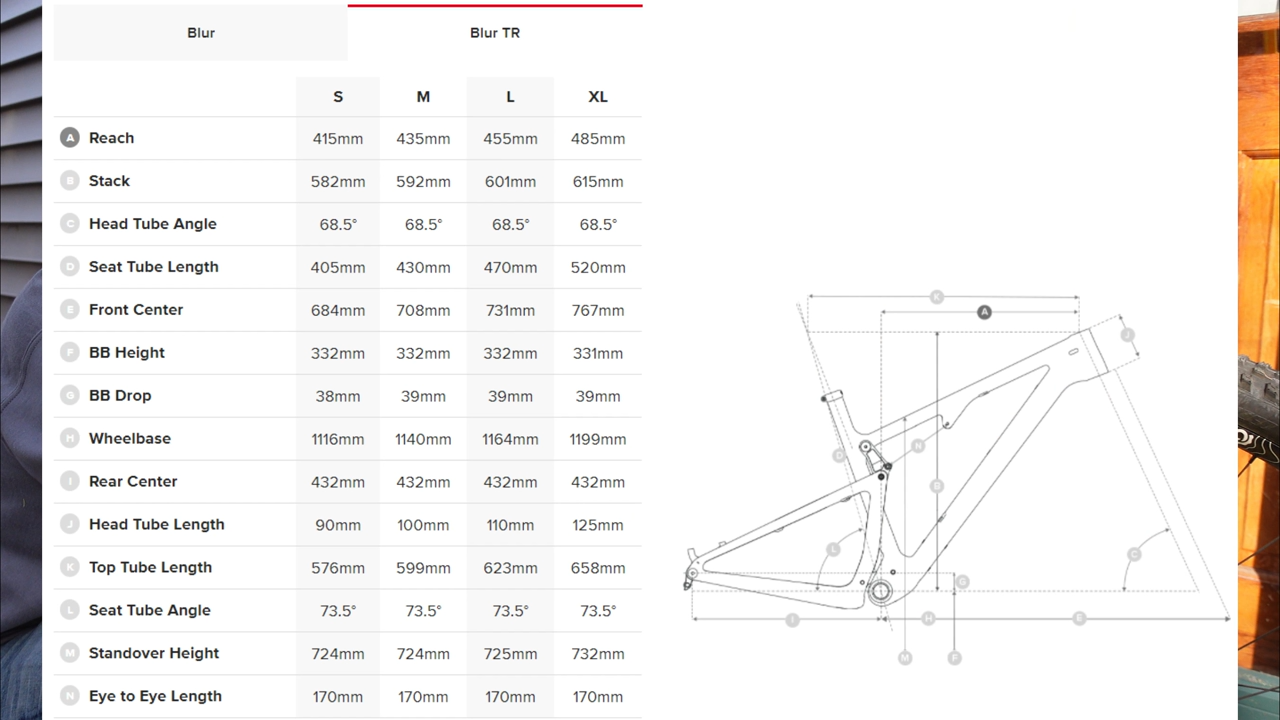 Blur Blur TR
S M L XL
A Reach 415mm 435mm 455mm 485mm
B Stack 582mm 592mm 601mm 615mm
C Head Tube Angle 68.5° 68.5° 68.5° 68.5°
D Seat Tube Length 405mm 430mm 470mm 520mm
E Front Center 684mm 708mm 731mm 767mm
F BB Height 332mm 332mm 332mm 331mm
G BB Drop 38mm 39mm 39mm 39mm
H Wheelbase 1116mm 1140mm 1164mm 1199mm
I Rear Center 432mm 432mm 432mm 432mm
J Head Tube Length 90mm 100mm 110mm 125mm
K Top Tube Length 576mm 599mm 623mm 658mm
L Seat Tube Angle 73.5° 73.5° 73.5° 73.5°
M Standover Height 724mm 724mm 725mm 732mm
N Eye to Eye Length 170mm 170mm 170mm 170mm
K
A
J
N
D
B
L
C
G
I H E
M F